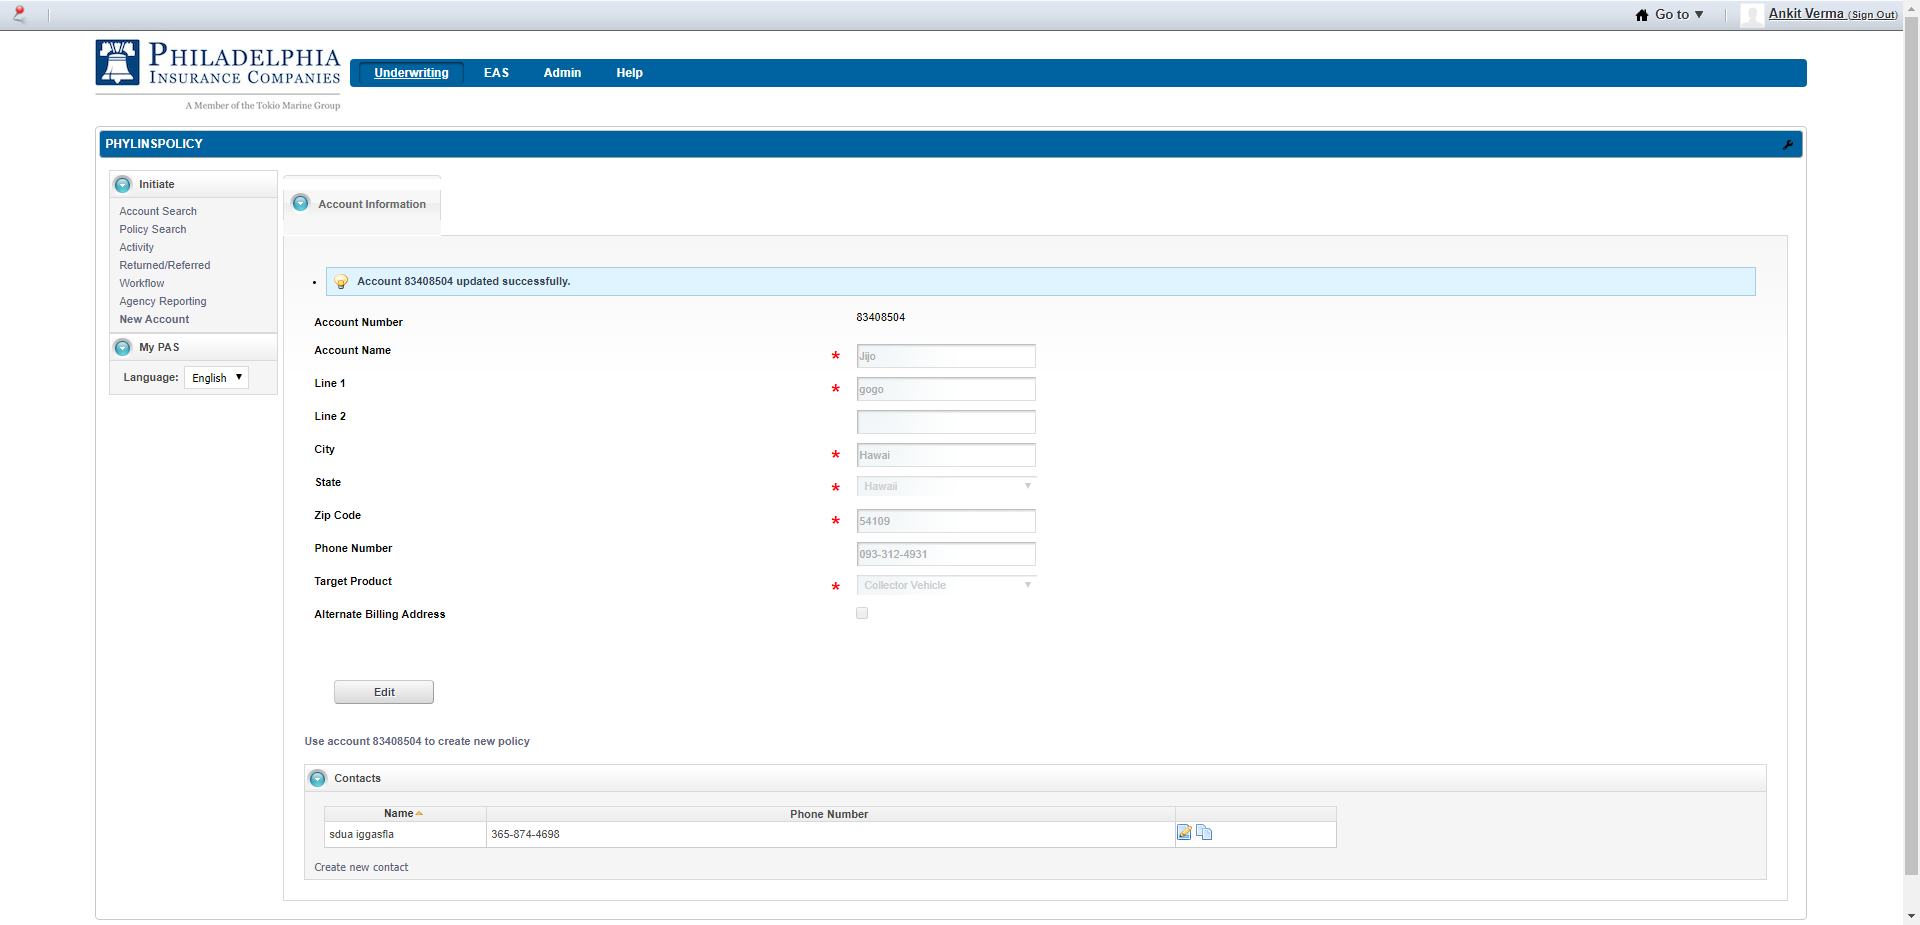 Go to ▼
Ankit Verma (Sign Out)
PHILADELPHIA
INSURANCE COMPANIES
A Member of the Tokio Marine Group
Underwriting EAS Admin Help
PHYLINSPOLICY
Initiate
Account Search
Policy Search
Activity
Returned/Referred
Workflow
Agency Reporting
New Account
My PAS
Language: English ▼
Account Information
• Account 83408504 updated successfully.
Account Number 83408504
Account Name * Jijo
Line 1 * gogo
Line 2
City * Hawai
State * Hawaii
Zip Code * 54109
Phone Number 093-312-4931
Target Product * Collector Vehicle
Alternate Billing Address
Edit
Use account 83408504 to create new policy
Contacts
Name Phone Number
sdua iggasfla 365-874-4698
Create new contact